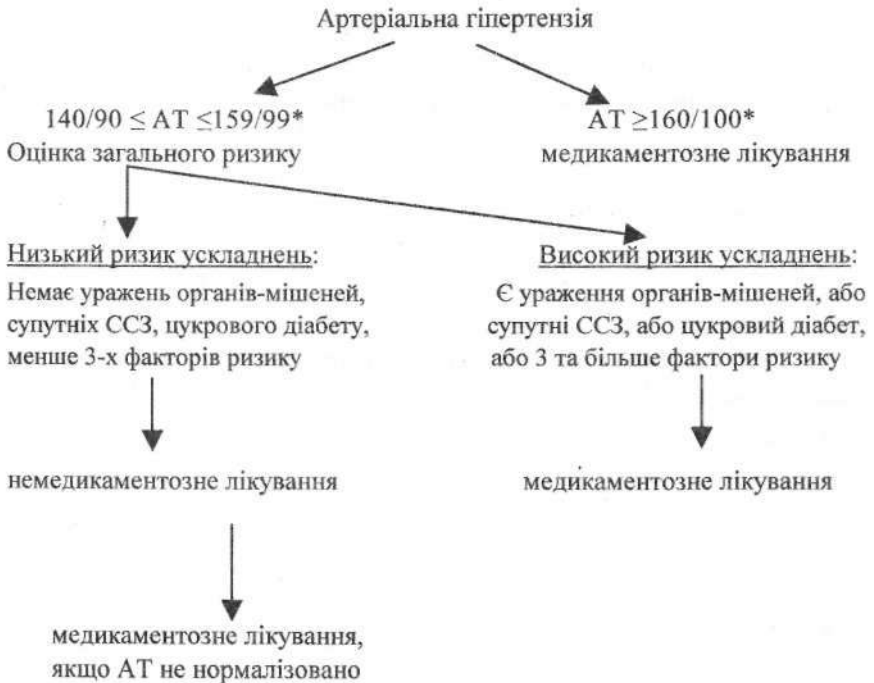 Артеріальна гіпертензія
140/90 ≤ АТ ≤159/99*
Оцінка загального ризику
АТ ≥160/100*
медикаментозне лікування
Низький ризик ускладнень:
Немає уражень органів-мішеней,
супутніх ССЗ, цукрового діабету,
менше 3-х факторів ризику
Високий ризик ускладнень:
Є ураження органів-мішеней, або
супутні ССЗ, або цукровий діабет,
або 3 та більше фактори ризику
немедикаментозне лікування
медикаментозне лікування
медикаментозне лікування,
якщо АТ не нормалізовано